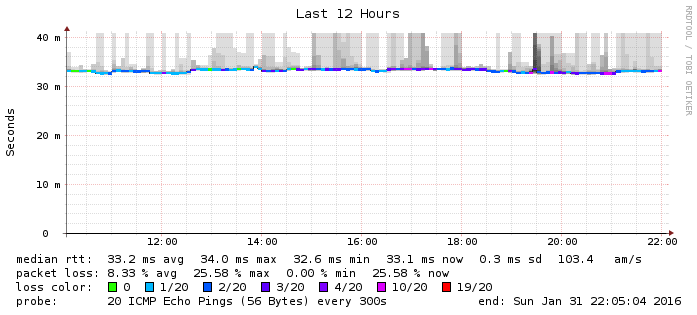 Last 12 Hours
RRDTOOL / TOBI OETIKER
Seconds
40 m
30 m
20 m
10 m
0
12:00 14:00 16:00 18:00 20:00 22:00
median rtt: 33.2 ms avg 34.0 ms max 32.6 ms min 33.1 ms now 0.3 ms sd 103.4 am/s
packet loss: 8.33 % avg 25.58 % max 0.00 % min 25.58 % now
loss color: 0 1/20 2/20 3/20 4/20 10/20 19/20
probe: 20 ICMP Echo Pings (56 Bytes) every 300s end: Sun Jan 31 22:05:04 2016